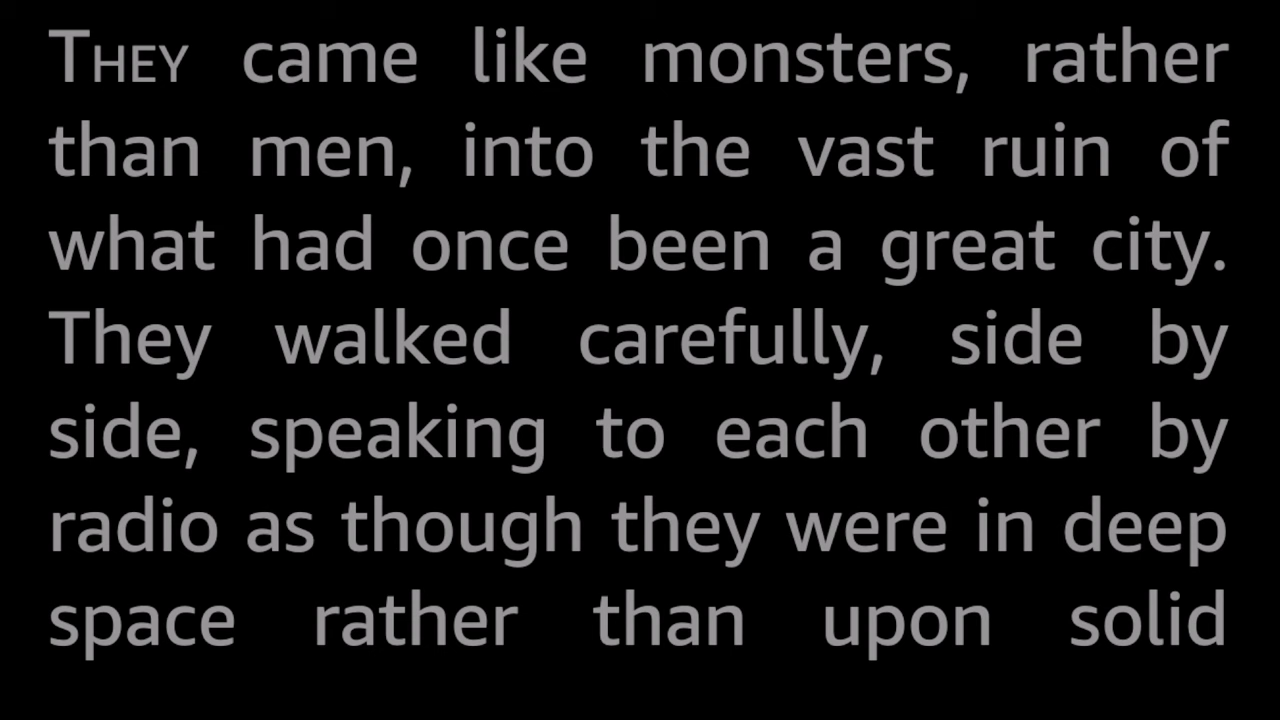 THEY came like monsters, rather
than men, into the vast ruin of
what had once been a great city.
They walked carefully, side by
side, speaking to each other by
radio as though they were in deep
space rather than upon solid